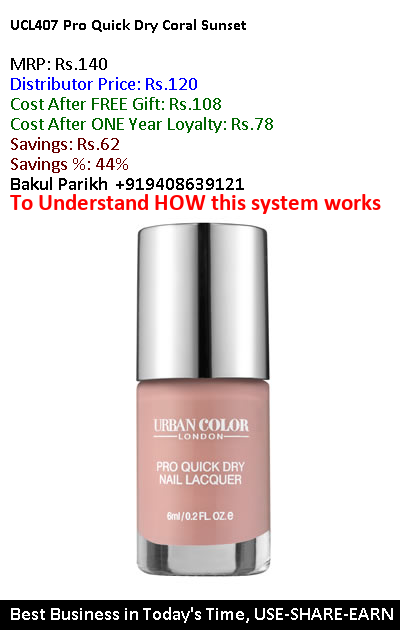 UCL407 Pro Quick Dry Coral Sunset
MRP: Rs.140
Distributor Price: Rs.120
Cost After FREE Gift: Rs.108
Cost After ONE Year Loyalty: Rs.78
Savings: Rs.62
Savings %: 44%
Bakul Parikh +919408639121
To Understand HOW this system works
URBAN COLOR
LONDON
PRO QUICK DRY
NAIL LACQUER
6ml/0.2 FL. OZ.e
Best Business in Today's Time, USE-SHARE-EARN